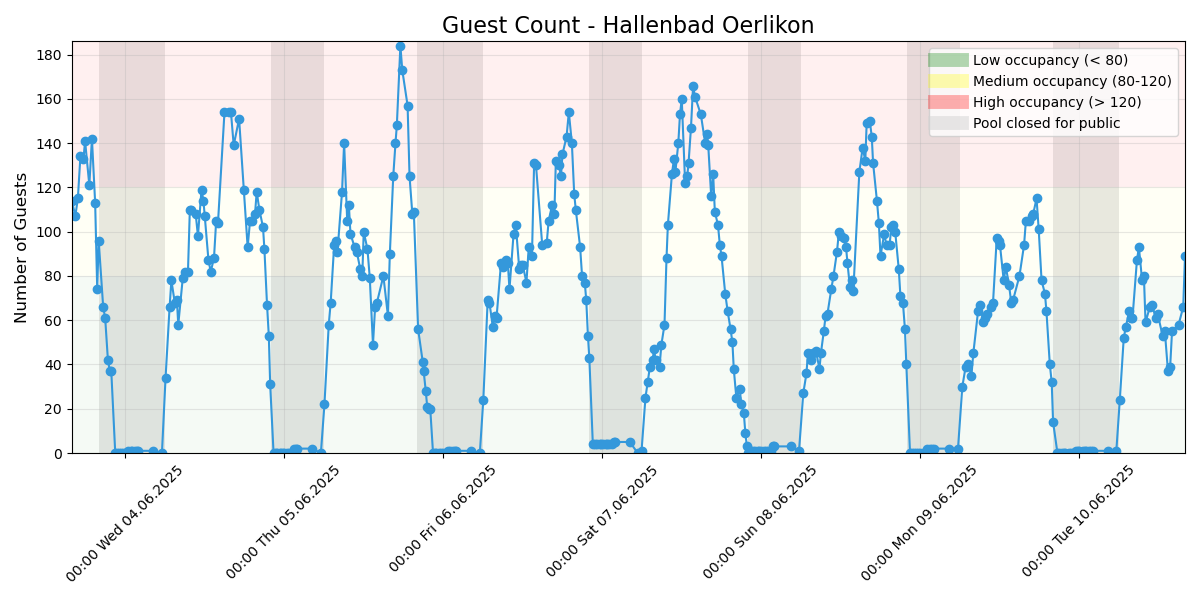 Guest Count - Hallenbad Oerlikon
Low occupancy (< 80)
Medium occupancy (80-120)
High occupancy (> 120)
Pool closed for public
Number of Guests
180
160
140
120
100
80
60
40
20
0
00:00 Wed 04.06.2025
00:00 Thu 05.06.2025
00:00 Fri 06.06.2025
00:00 Sat 07.06.2025
00:00 Sun 08.06.2025
00:00 Mon 09.06.2025
00:00 Tue 10.06.2025